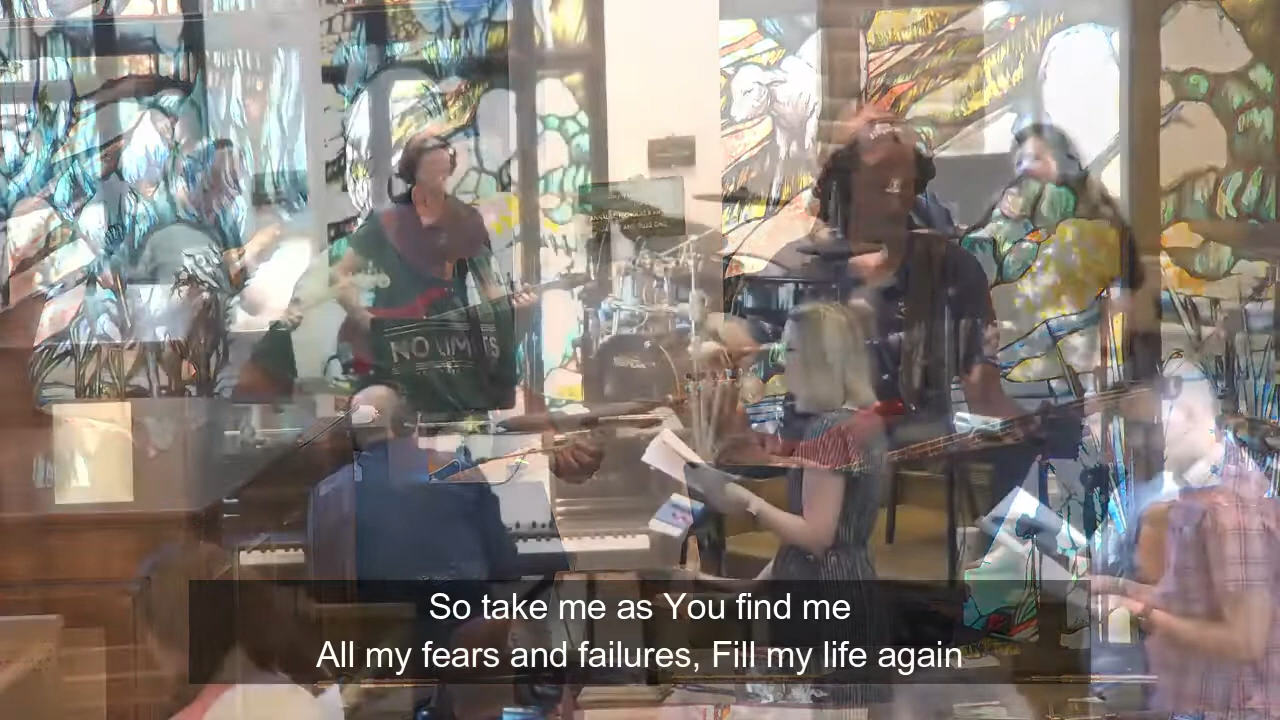 NO LIMITS
So take me as You find me
All my fears and failures, Fill my life again